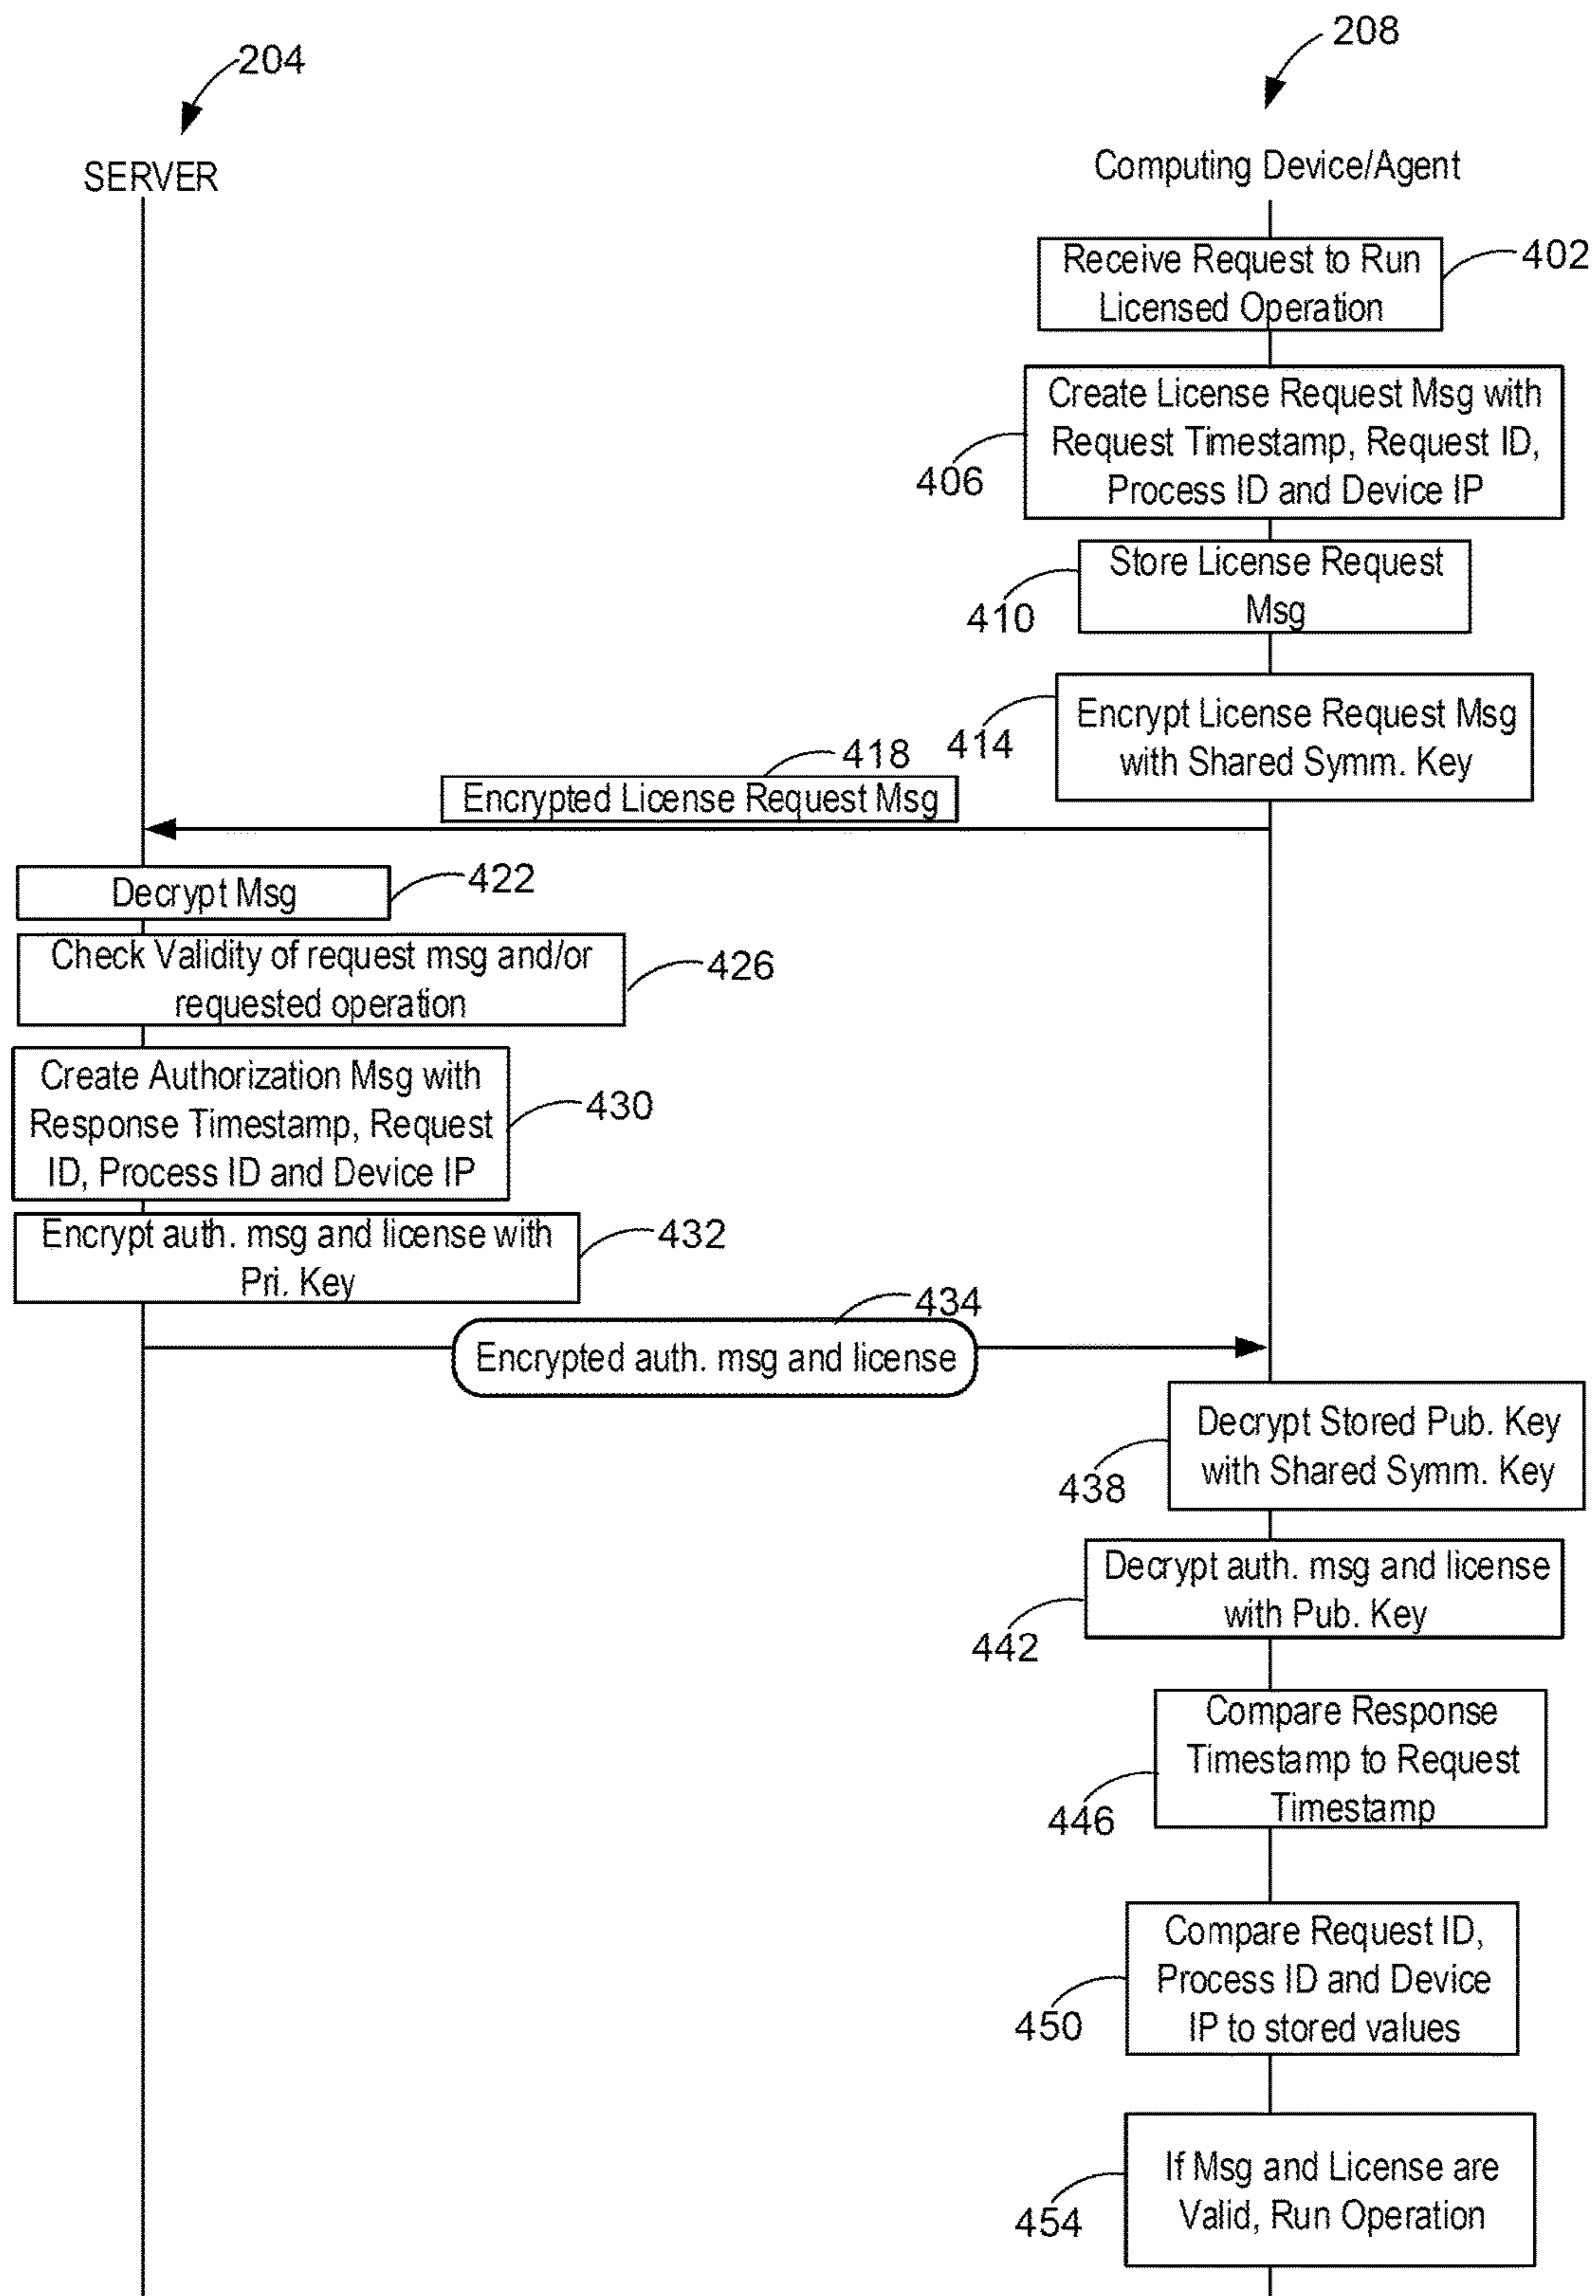 204
208
SERVER
Computing Device/Agent
Receive Request to Run
Licensed Operation
402
Create License Request Msg with
Request Timestamp, Request ID,
Process ID and Device IP
406
Store License Request
Msg
410
Encrypt License Request Msg
with Shared Symm. Key
414
418
Encrypted License Request Msg
Decrypt Msg
422
Check Validity of request msg and/or
requested operation
426
Create Authorization Msg with
Response Timestamp, Request
ID, Process ID and Device IP
430
Encrypt auth. msg and license with
Pri. Key
432
434
Encrypted auth. msg and license
Decrypt Stored Pub. Key
with Shared Symm. Key
438
Decrypt auth. msg and license
with Pub. Key
442
Compare Response
Timestamp to Request
Timestamp
446
Compare Request ID,
Process ID and Device
IP to stored values
450
If Msg and License are
Valid, Run Operation
454